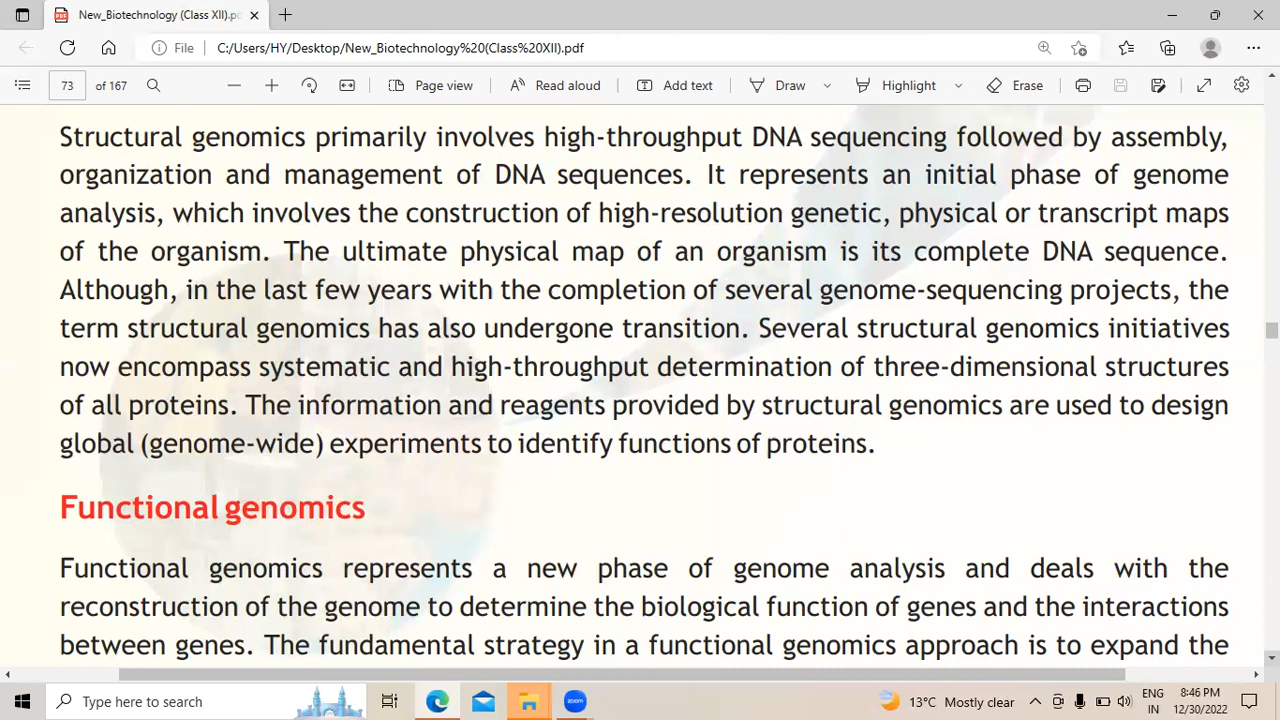 New_Biotechnology (Class XII).pdf
File C:/Users/HY/Desktop/New_Biotechnology%20(Class%20XII).pdf
73 of 167 Page view Read aloud Add text Draw Highlight Erase
Structural genomics primarily involves high-throughput DNA sequencing followed by assembly,
organization and management of DNA sequences. It represents an initial phase of genome
analysis, which involves the construction of high-resolution genetic, physical or transcript maps
of the organism. The ultimate physical map of an organism is its complete DNA sequence.
Although, in the last few years with the completion of several genome-sequencing projects, the
term structural genomics has also undergone transition. Several structural genomics initiatives
now encompass systematic and high-throughput determination of three-dimensional structures
of all proteins. The information and reagents provided by structural genomics are used to design
global (genome-wide) experiments to identify functions of proteins.
Functional genomics
Functional genomics represents a new phase of genome analysis and deals with the
reconstruction of the genome to determine the biological function of genes and the interactions
between genes. The fundamental strategy in a functional genomics approach is to expand the
Type here to search zoom 13°C Mostly clear ENG 8:46 PM
IN 12/30/2022